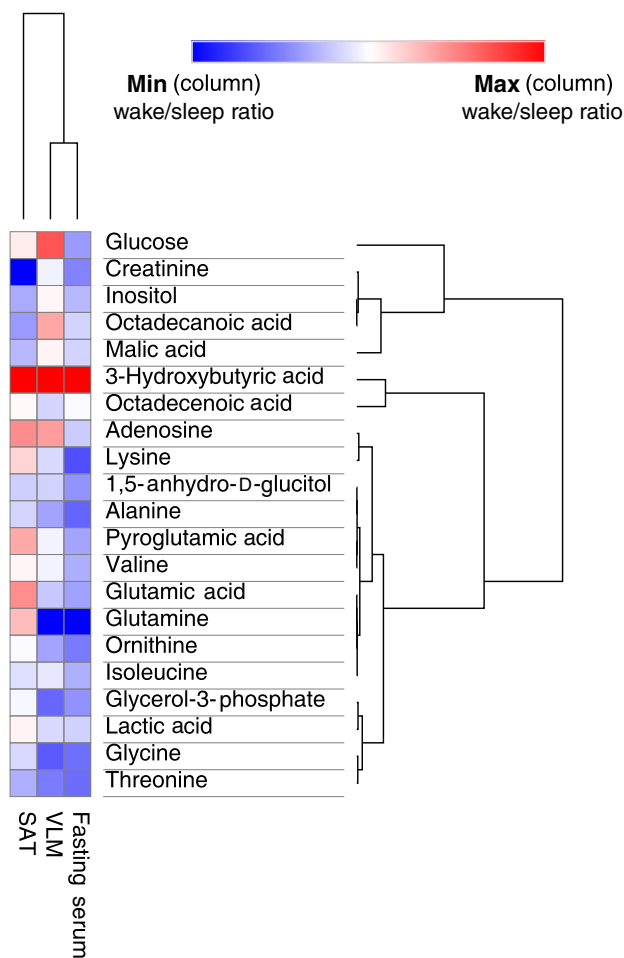 Min (column)
wake/sleep ratio
Max (column)
wake/sleep ratio
Glucose
Creatinine
Inositol
Octadecanoic acid
Malic acid
3-Hydroxybutyric acid
Octadecenoic acid
Adenosine
Lysine
1,5-anhydro-D-glucitol
Alanine
Pyroglutamic acid
Valine
Glutamic acid
Glutamine
Ornithine
Isoleucine
Glycerol-3-phosphate
Lactic acid
Glycine
Threonine
SAT
VLM
Fasting serum